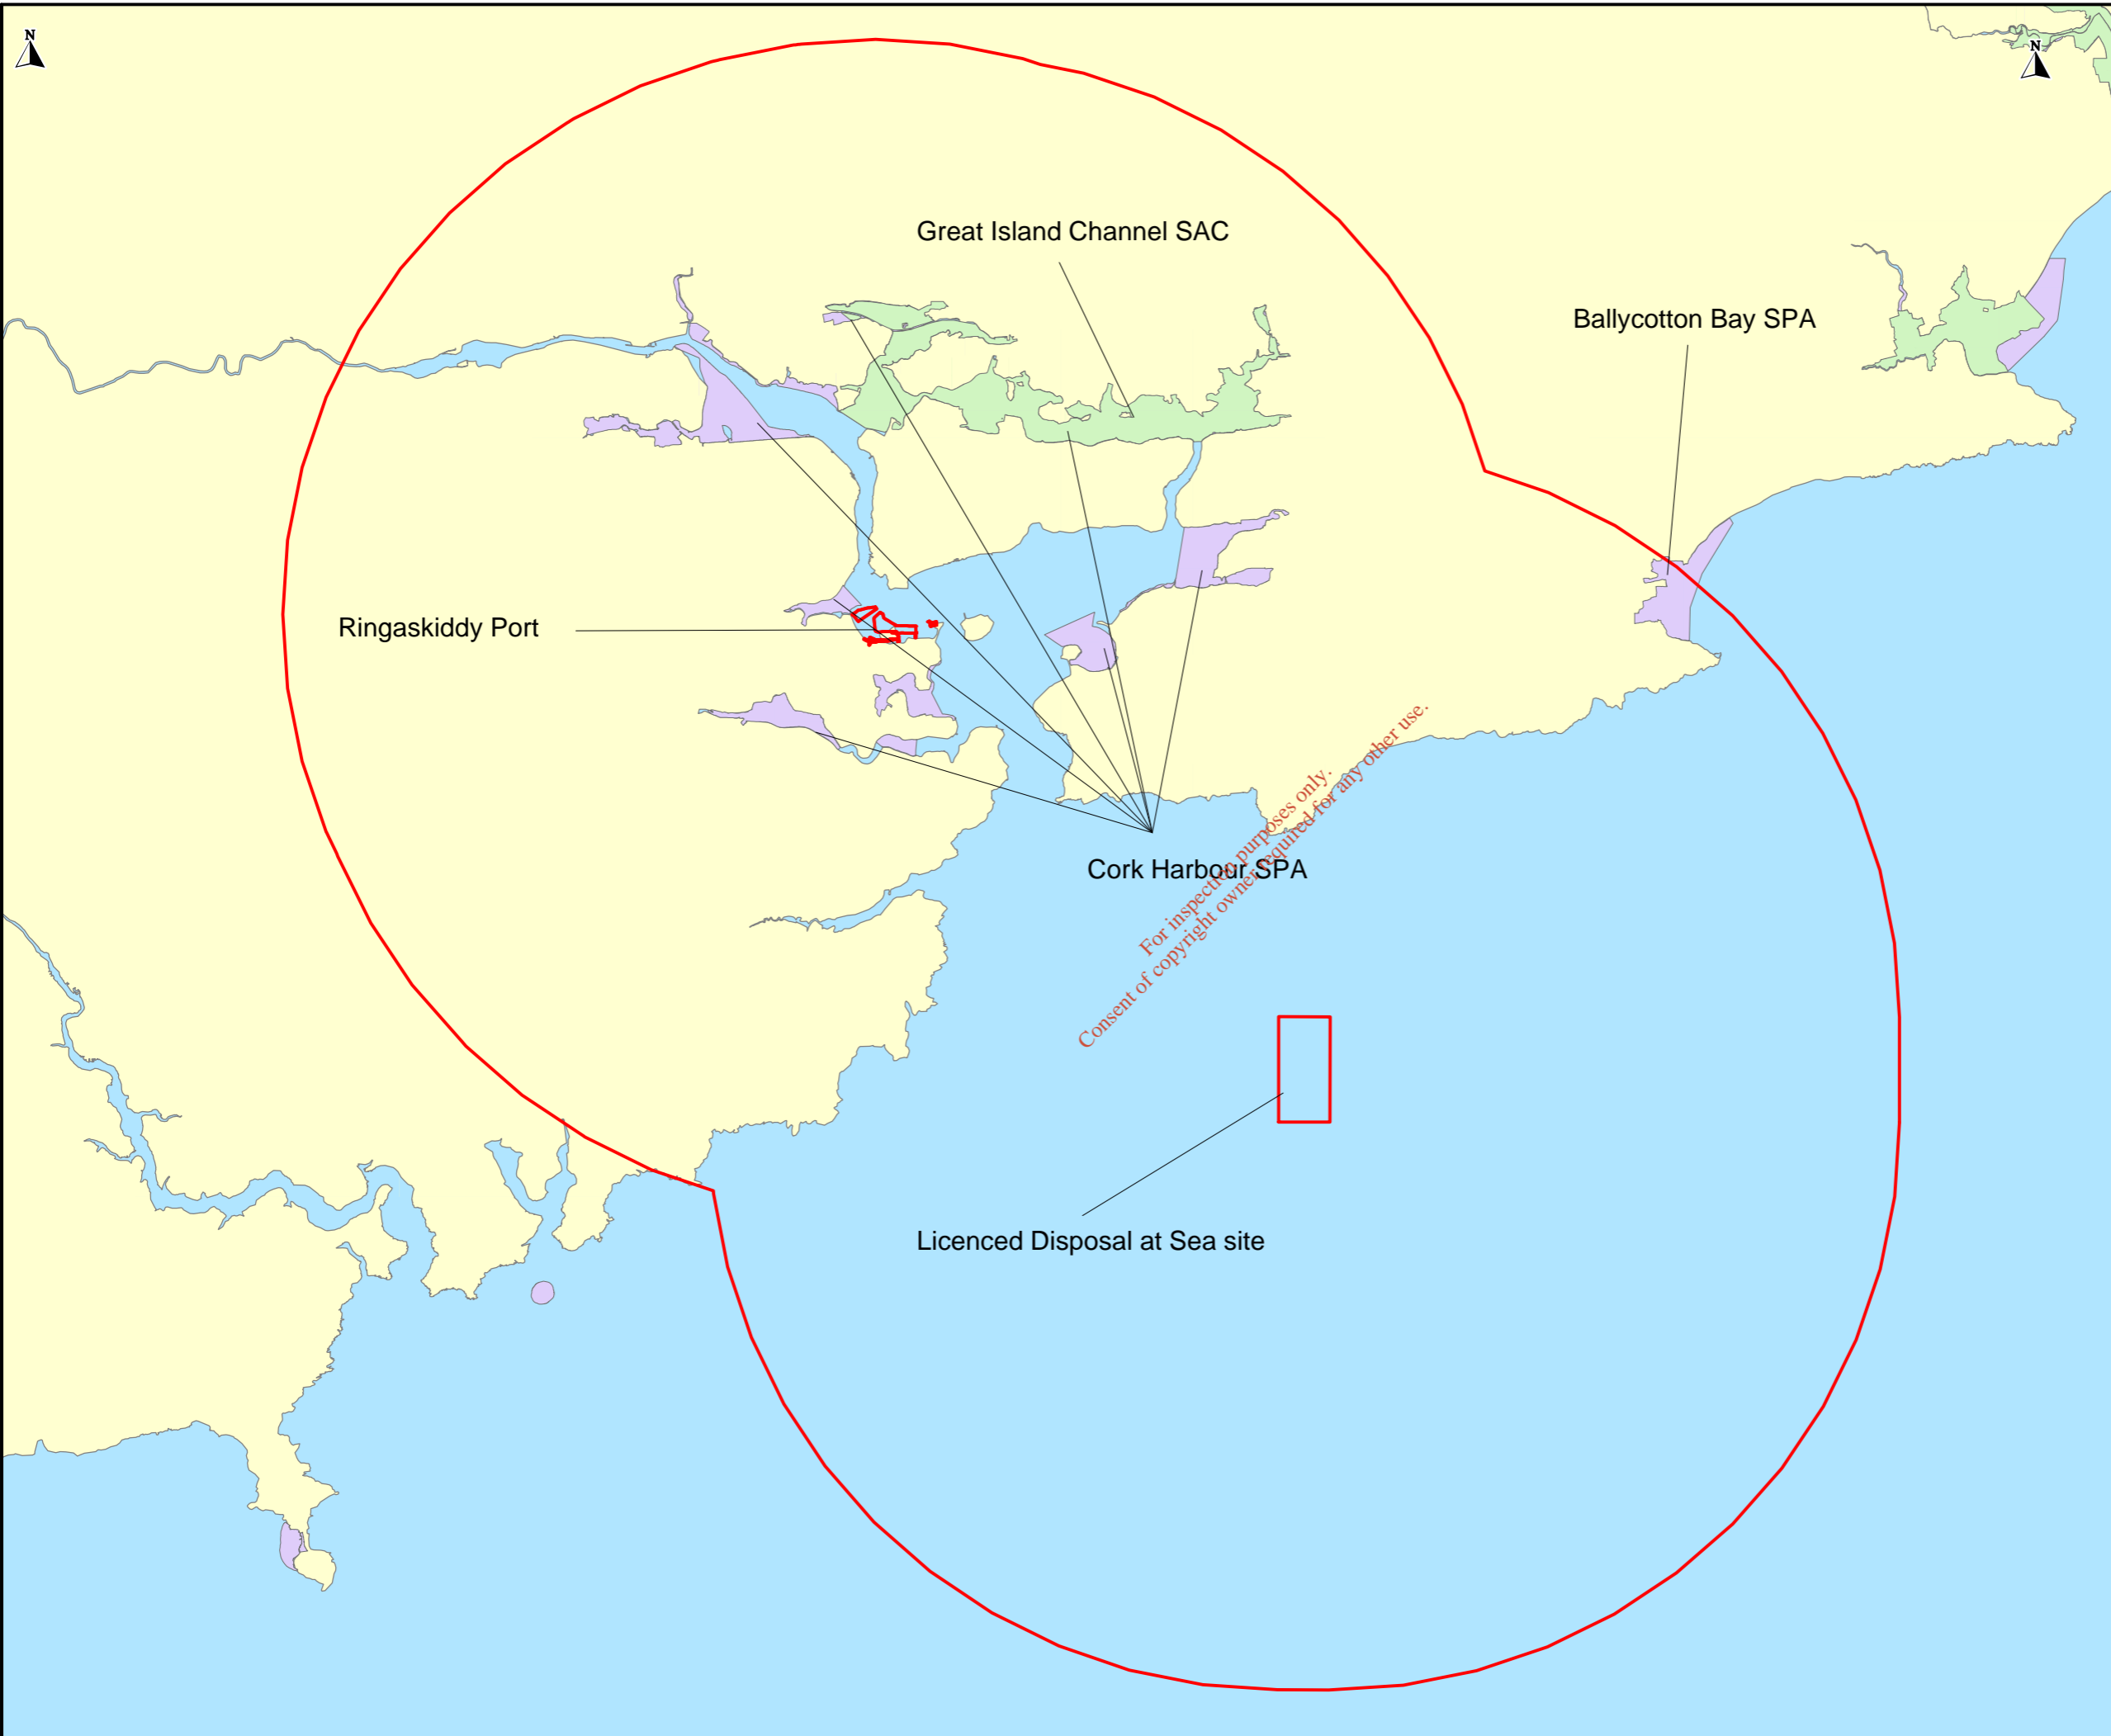 N
N
Great Island Channel SAC
Ballycotton Bay SPA
Ringaskiddy Port
Cork Harbour SPA
For inspection purposes only.
Consent of copyright owner required for any other use.
Licenced Disposal at Sea site